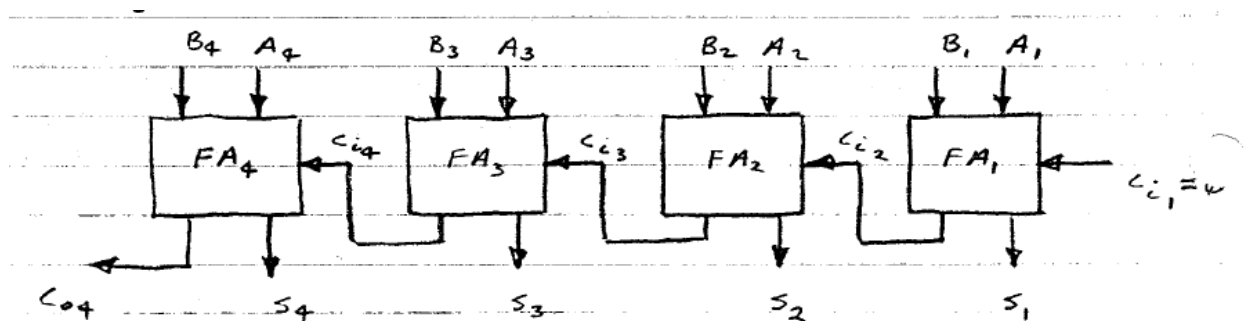 B₄ A₄ B₃ A₃ B₂ A₂ B₁ A₁
FA₄ Ci₄ FA₃ Ci₃ FA₂ Ci₂ FA₁
Ci₁ =
Co₄ S₄ S₃ S₂ S₁